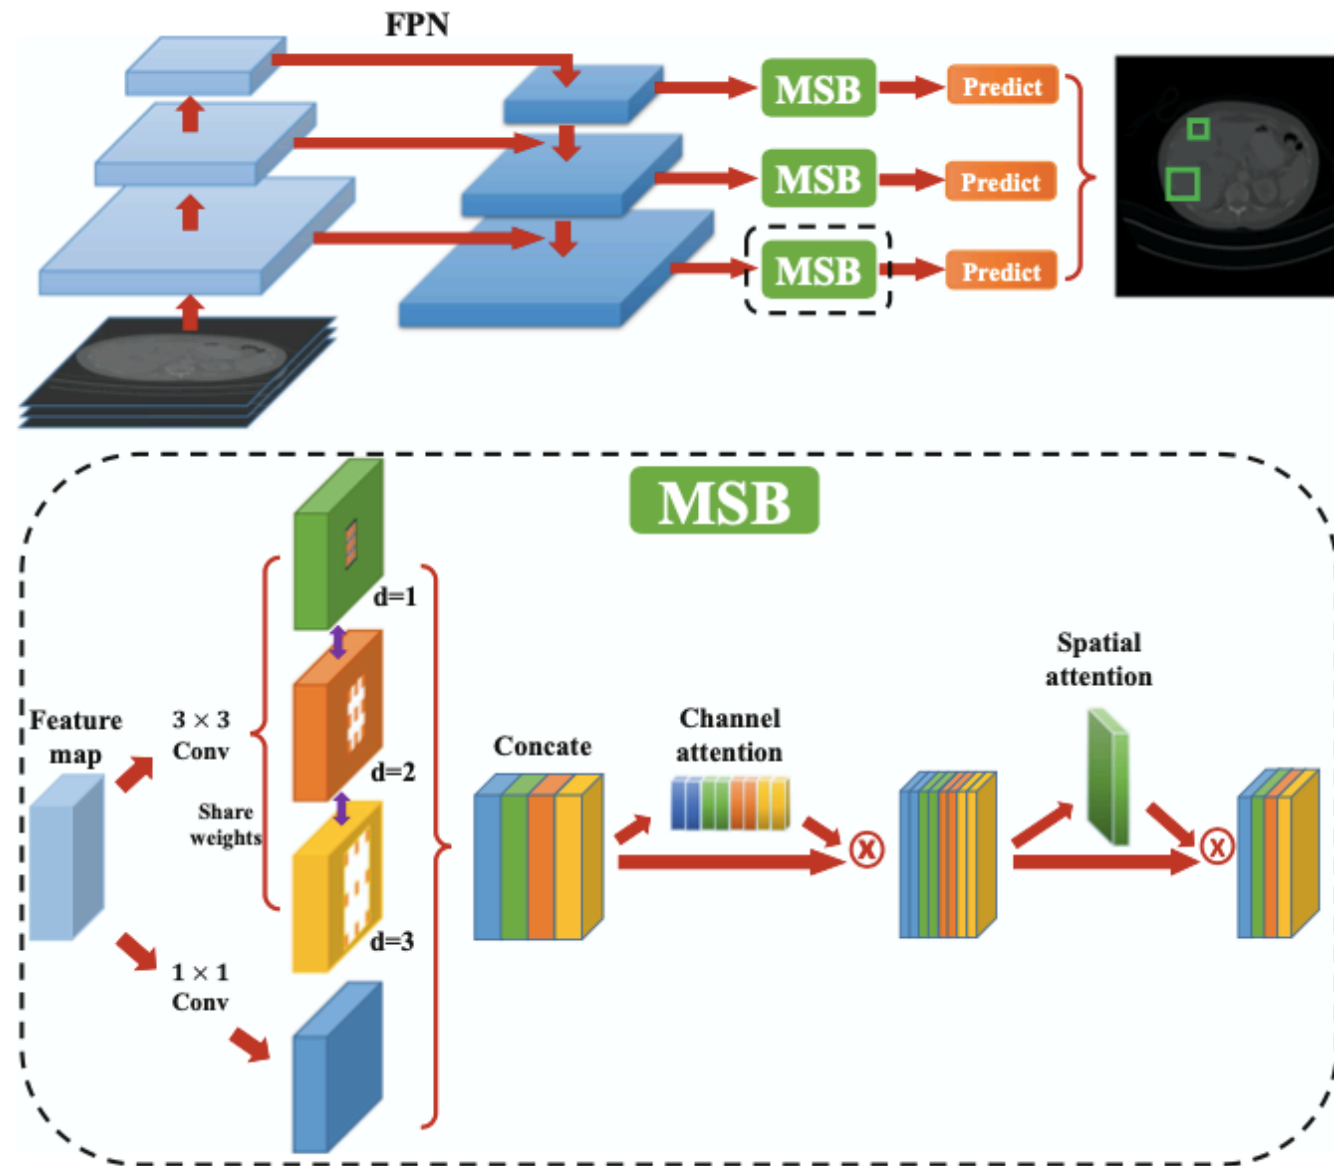 FPN
MSB
Predict
MSB
Predict
MSB
Predict
MSB
d=1
Feature
map
3 × 3
Conv
Share
weights
d=2
d=3
1 × 1
Conv
Concate
Channel
attention
X
Spatial
attention
X